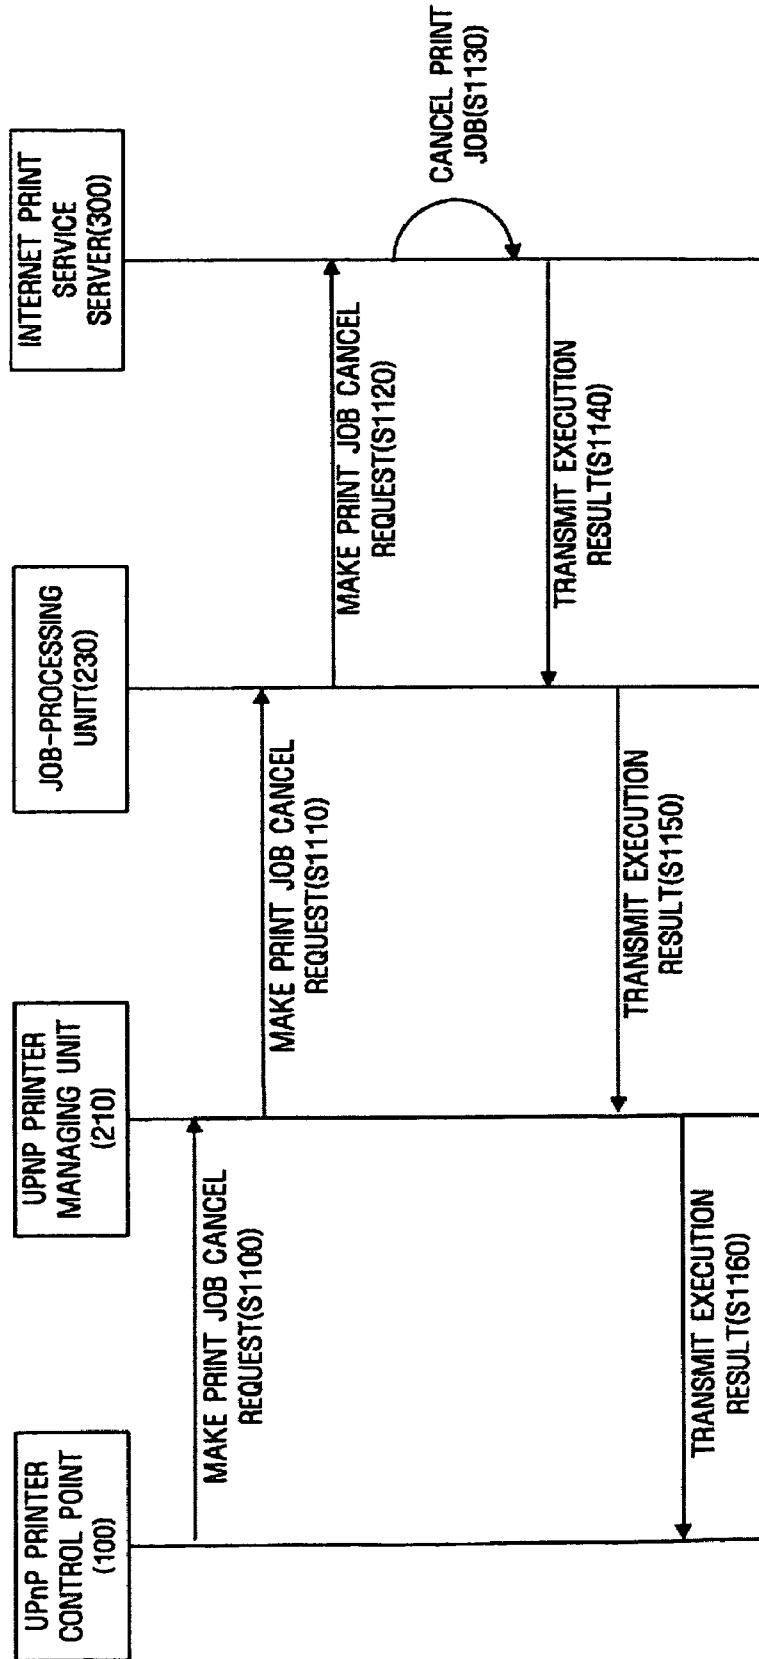 UPnP PRINTER
CONTROL POINT
(100)
UPNP PRINTER
MANAGING UNIT
(210)
JOB-PROCESSING
UNIT(230)
INTERNET PRINT
SERVICE
SERVER(300)
MAKE PRINT JOB CANCEL
REQUEST(S1100)
MAKE PRINT JOB CANCEL
REQUEST(S1110)
MAKE PRINT JOB CANCEL
REQUEST(S1120)
CANCEL PRINT
JOB(S1130)
TRANSMIT EXECUTION
RESULT(S1140)
TRANSMIT EXECUTION
RESULT(S1150)
TRANSMIT EXECUTION
RESULT(S1160)